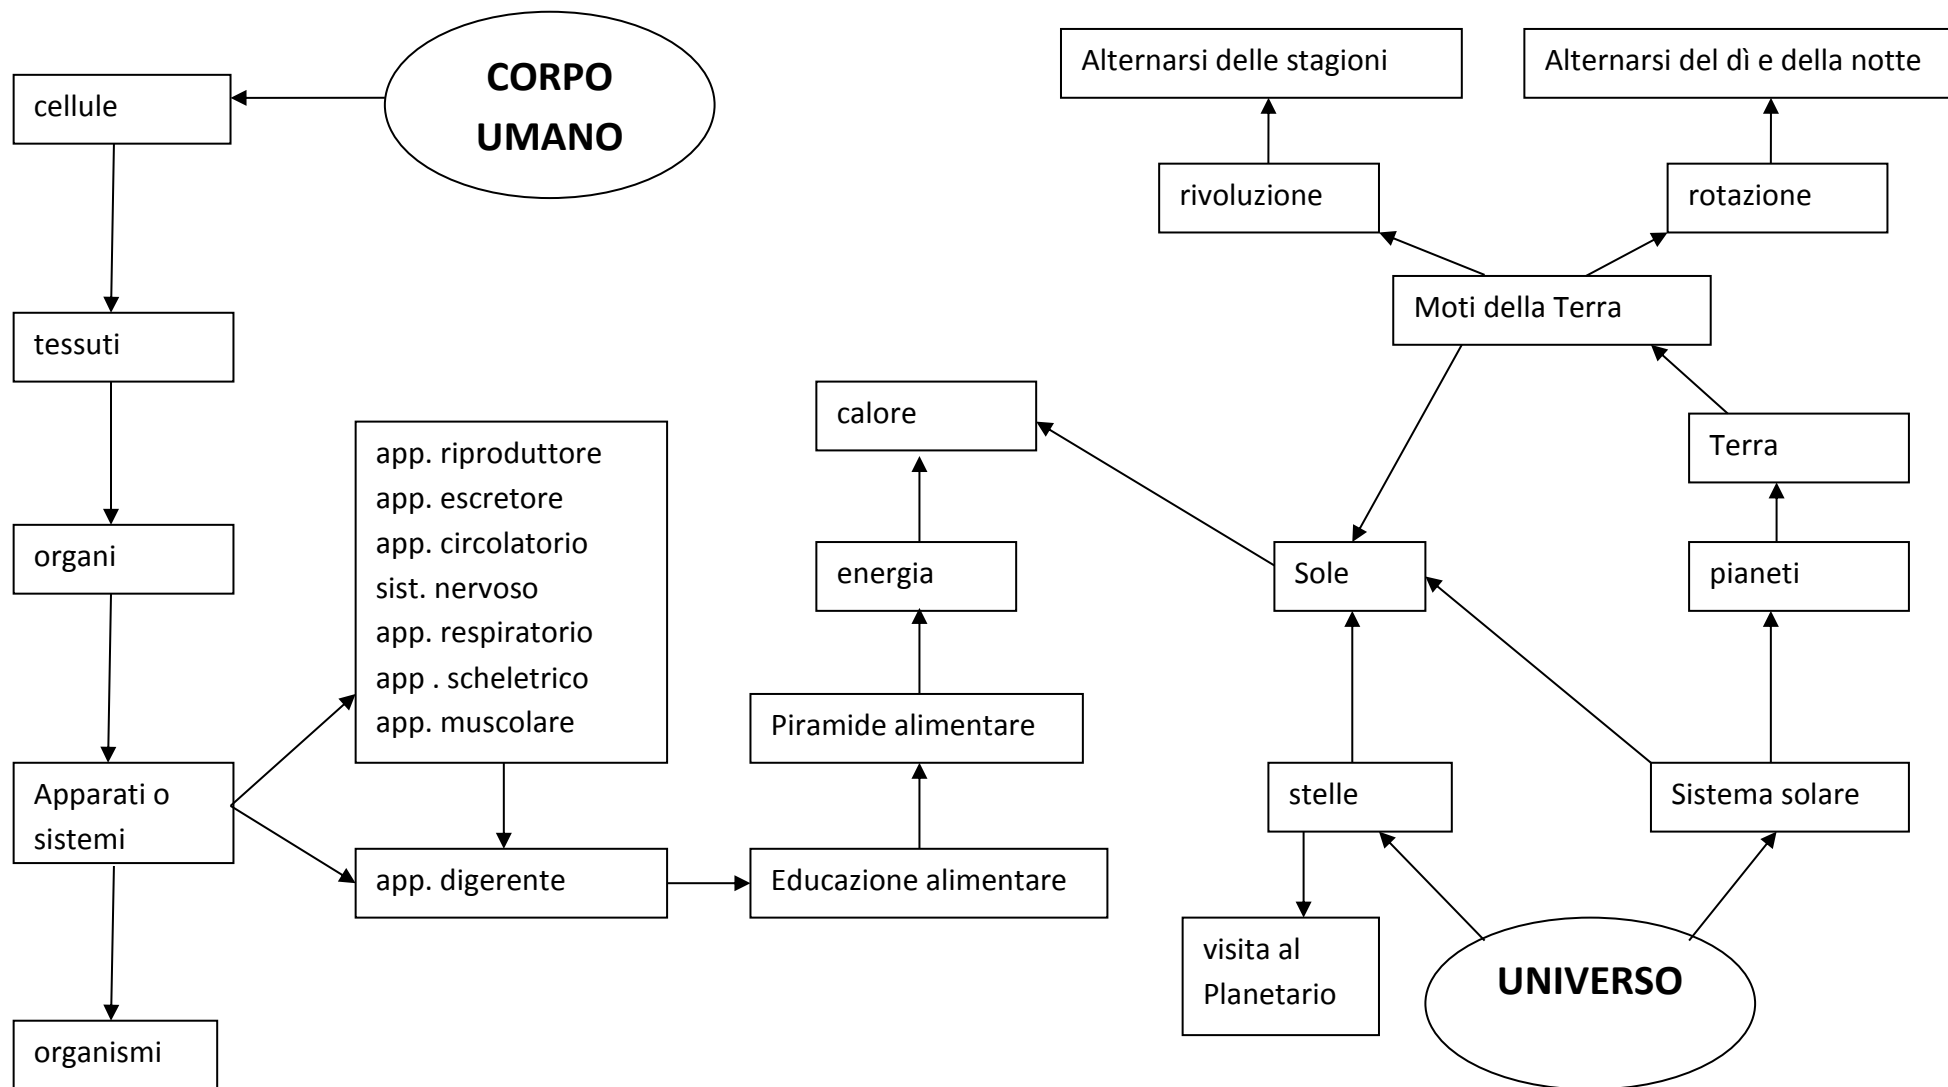 CORPO
UMANO
cellule
tessuti
organi
Apparati o
sistemi
organismi
app. riproduttore
app. escretore
app. circolatorio
sist. nervoso
app. respiratorio
app . scheletrico
app. muscolare
app. digerente
Educazione alimentare
Piramide alimentare
energia
calore
Alternarsi delle stagioni
Alternarsi del dì e della notte
rivoluzione
rotazione
Moti della Terra
Terra
Sole
pianeti
stelle
Sistema solare
visita al
Planetario
UNIVERSO